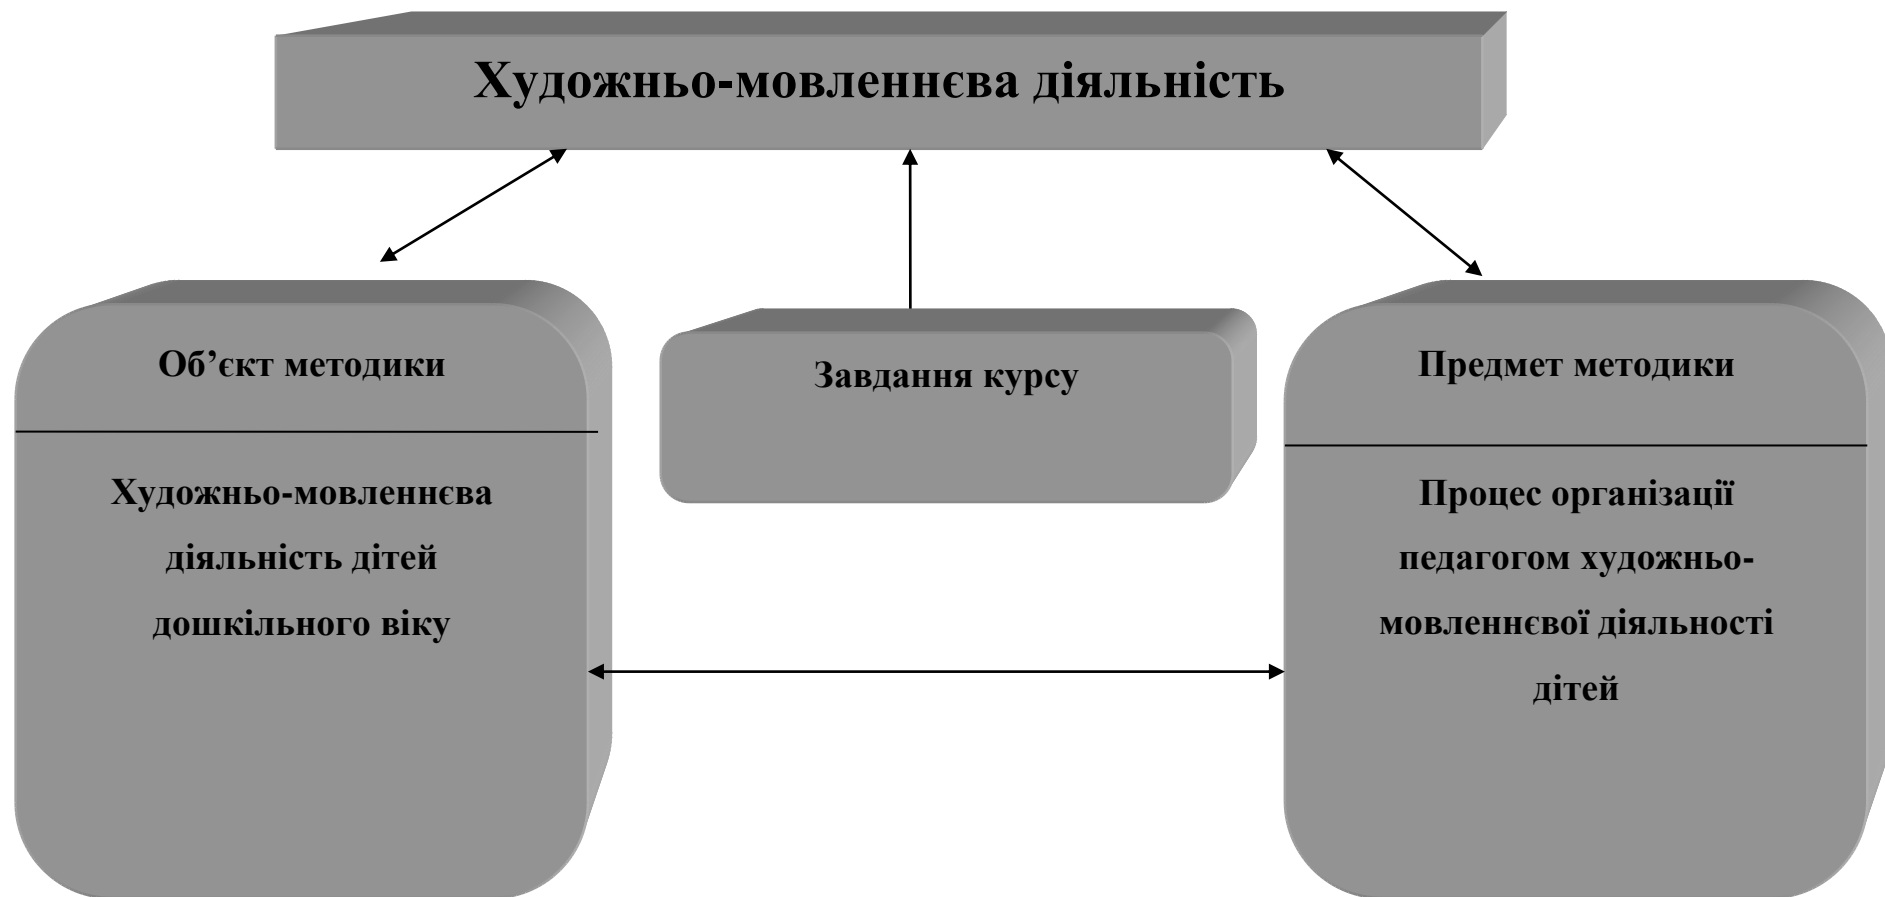 Художньо-мовленнєва діяльність
Об’єкт методики
Художньо-мовленнєва
діяльність дітей
дошкільного віку
Завдання курсу
Предмет методики
Процес організації
педагогом художньо-
мовленнєвої діяльності
дітей